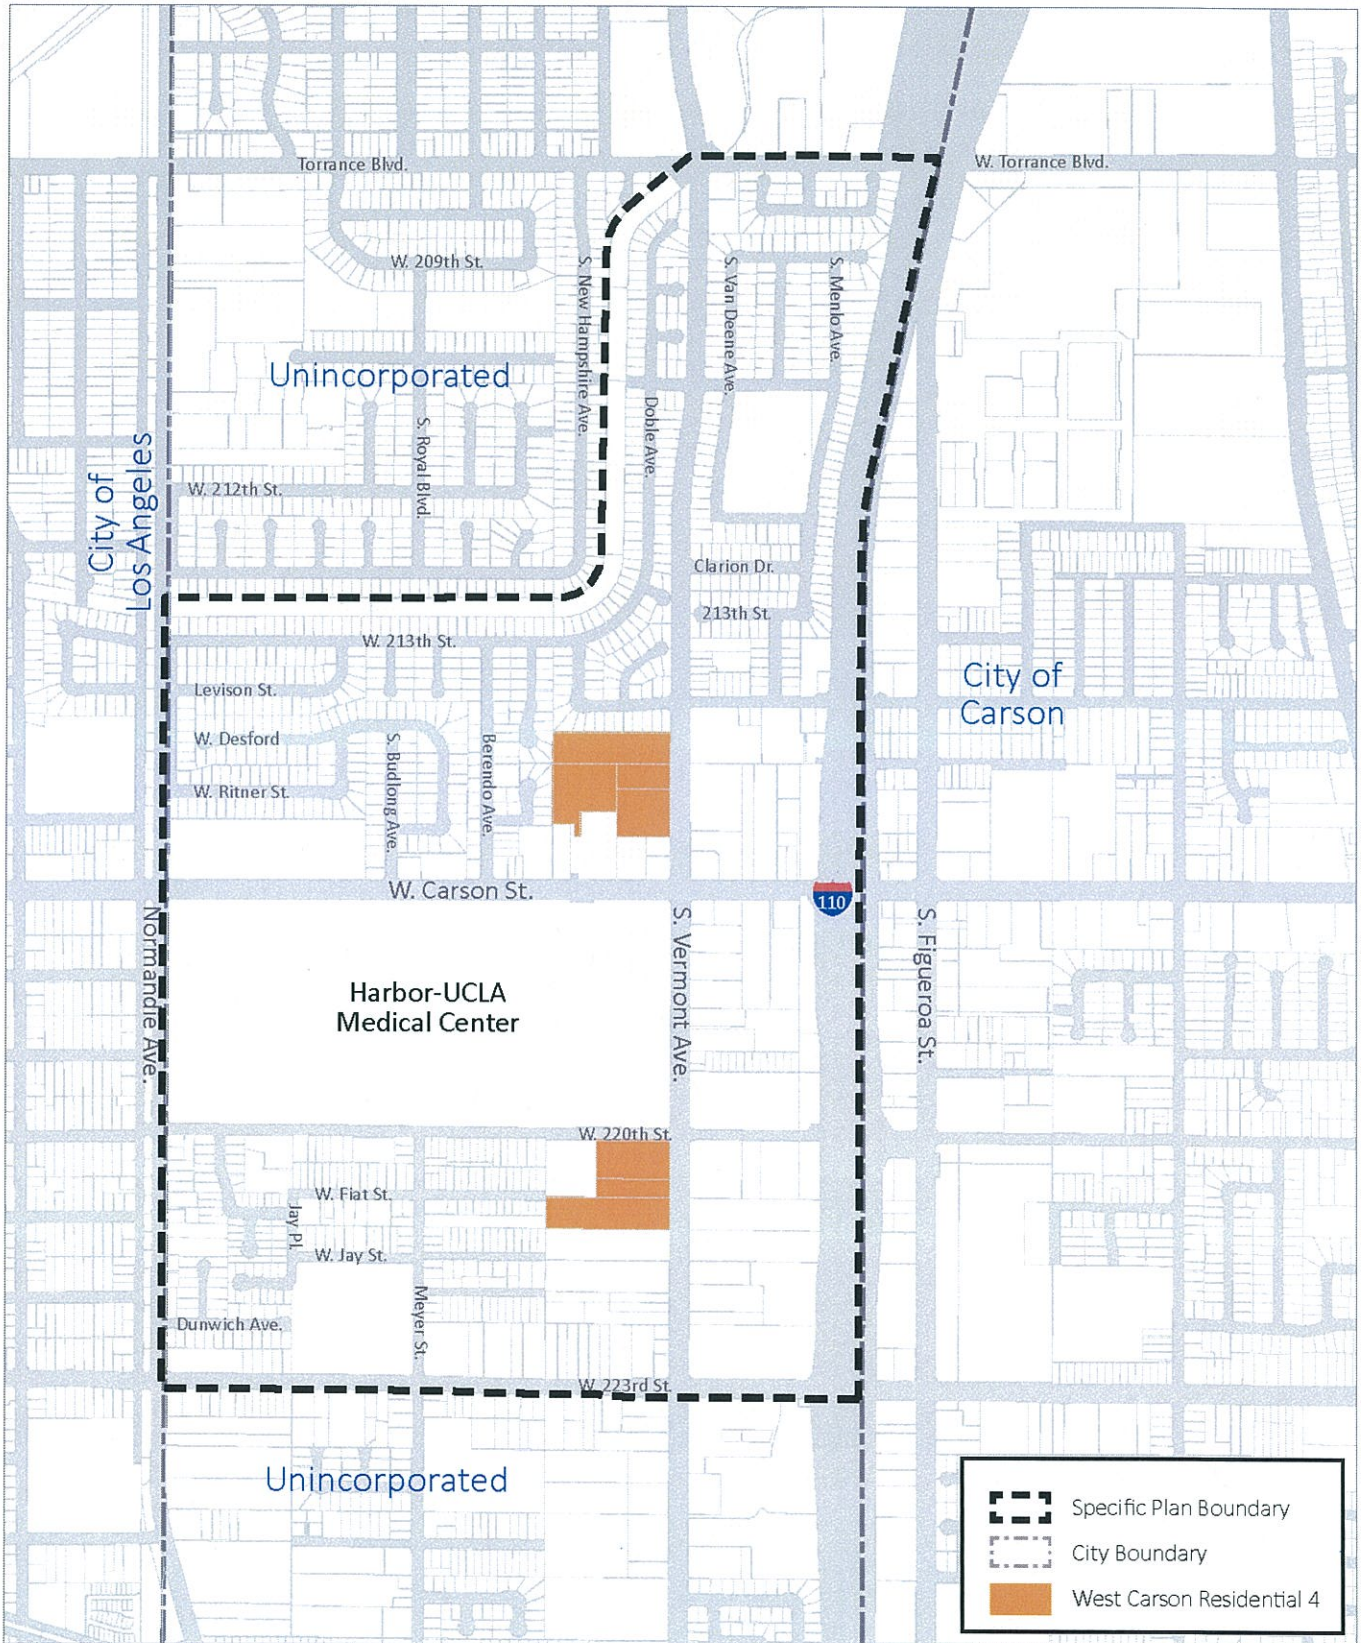 Torrance Blvd.
W. Torrance Blvd.
W. 209th St.
S. New Hampshire Ave.
S. Van Deene Ave.
S. Menlo Ave.
Unincorporated
Doble Ave.
S. Royal Blvd.
City of
Los Angeles
W. 212th St.
Clarion Dr.
213th St.
W. 213th St.
City of
Carson
Levison St.
W. Desford
S. Budlong Ave.
Berendo Ave.
W. Ritner St.
W. Carson St.
110
Normandie Ave.
S. Vermont Ave.
S. Figueroa St.
Harbor-UCLA
Medical Center
W. 220th St.
W. Fiat St.
Jay Pl.
W. Jay St.
Meyer St.
Dunwich Ave.
W. 223rd St.
Unincorporated
Specific Plan Boundary
City Boundary
West Carson Residential 4